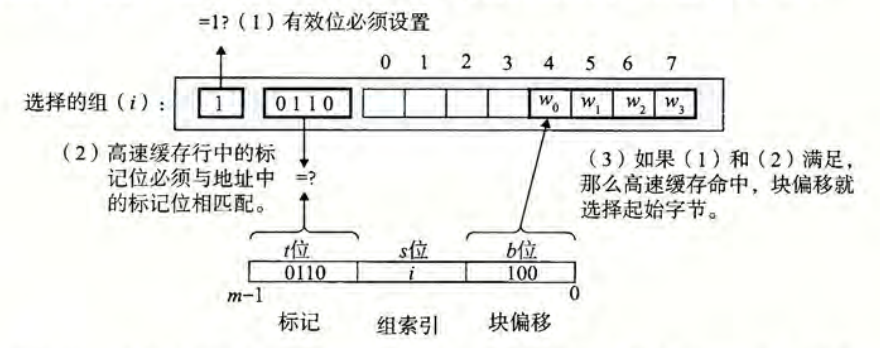 =1?（1）有效位必须设置
0 1 2 3 4 5 6 7
选择的组（i）： 1 0110 w₀ w₁ w₂ w₃
（2）高速缓存行中的标
记位必须与地址中 =?
的标记位相匹配。
（3）如果（1）和（2）满足，
那么高速缓存命中，块偏移就
选择起始字节。
t位 s位 b位
0110 i 100
m-1 0
标记 组索引 块偏移